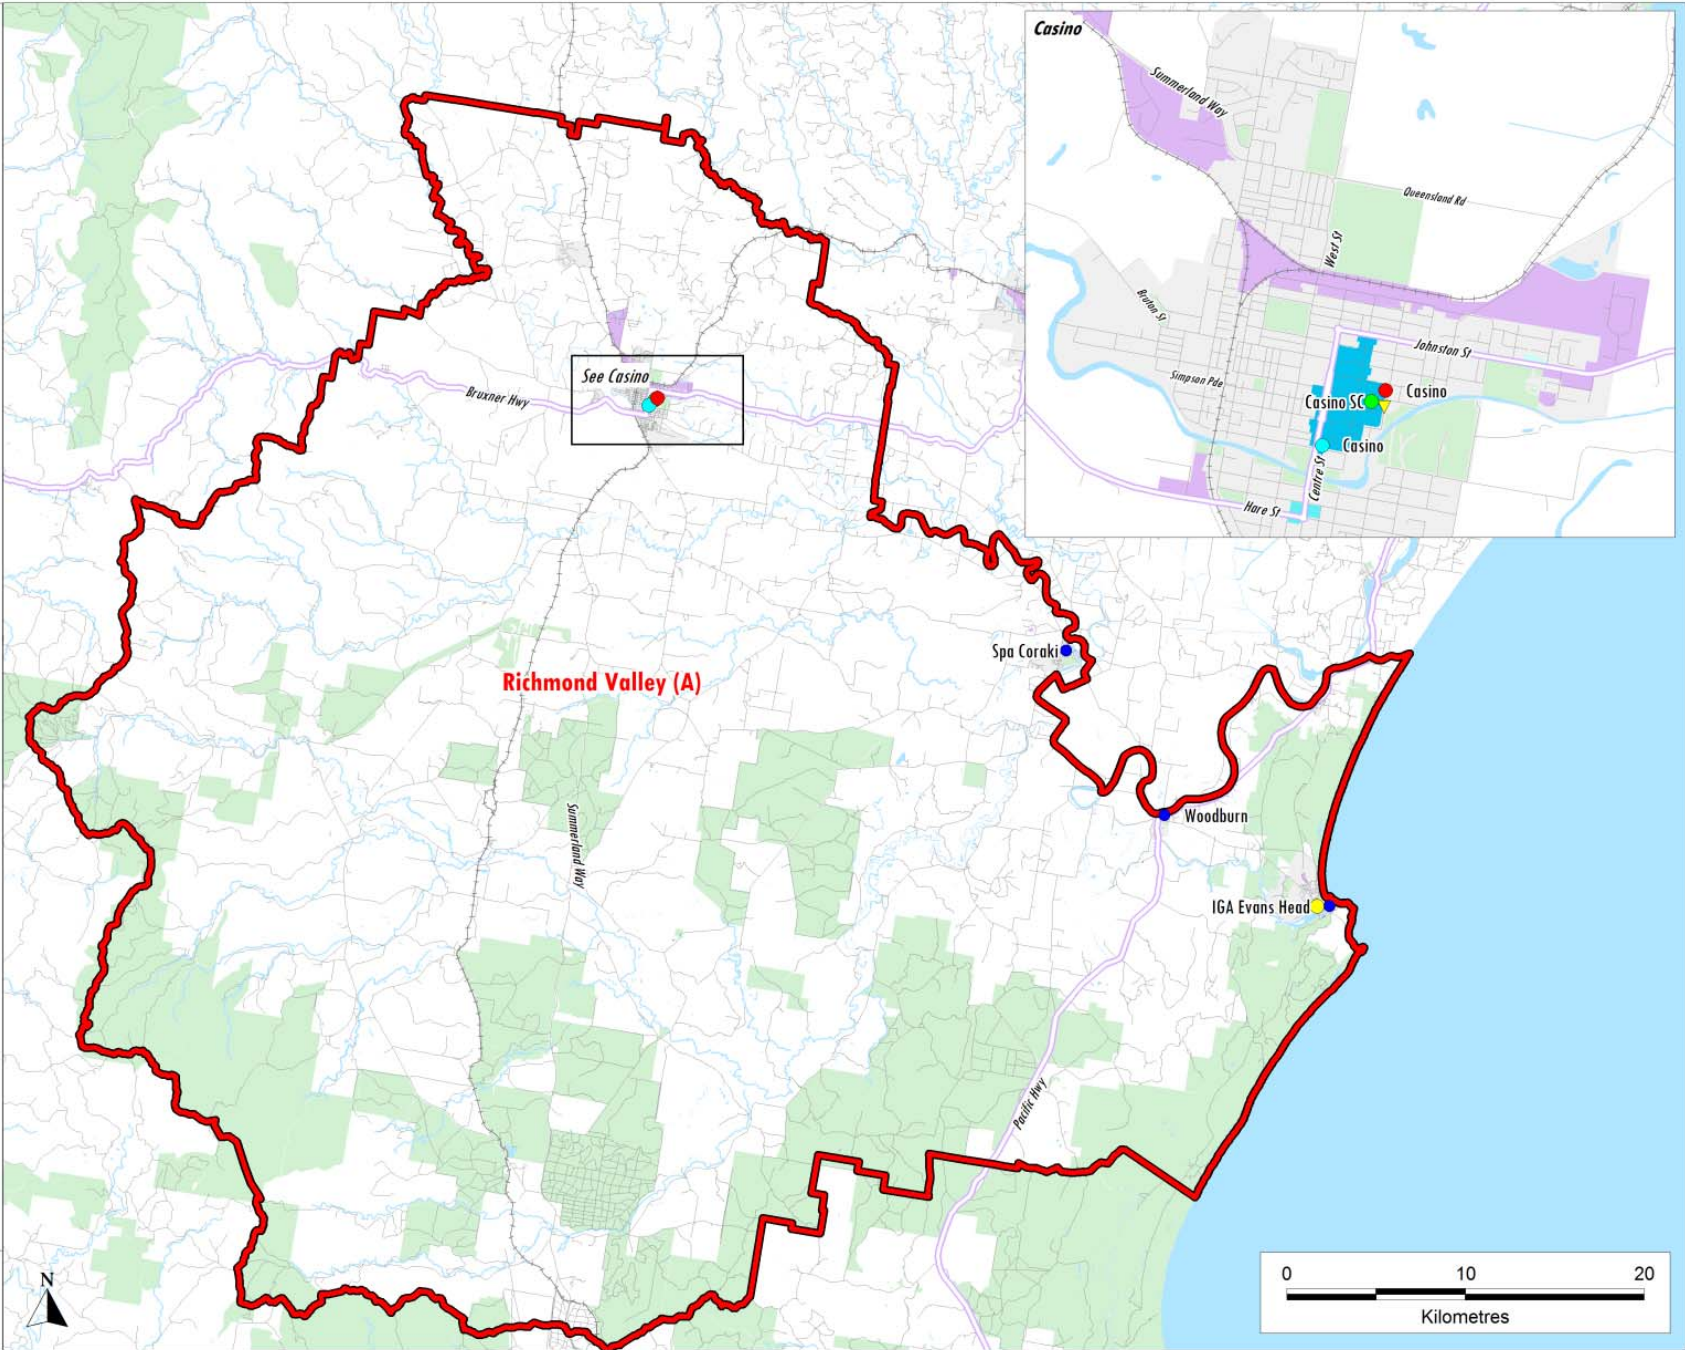 Casino
Summerland Way
Queensland Rd
West St
Bruton St
Johnston St
Simpson Pde
Casino SC
Casino
Casino
Centre St
Hare St
See Casino
Bruxner Hwy
Spa Coraki
Richmond Valley (A)
Summerland Way
Woodburn
IGA Evans Head
Pacific Hwy
N
0 10 20
Kilometres